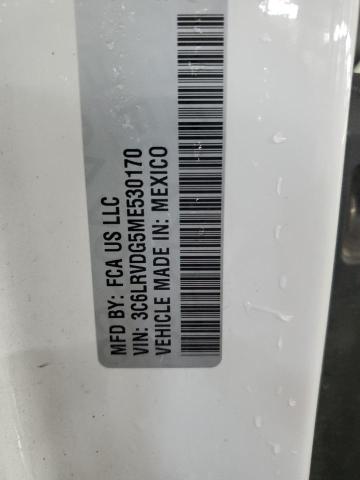 MFD BY: FCA US LLC
VIN: 3C6LRVDG5ME530170
VEHICLE MADE IN: MEXICO